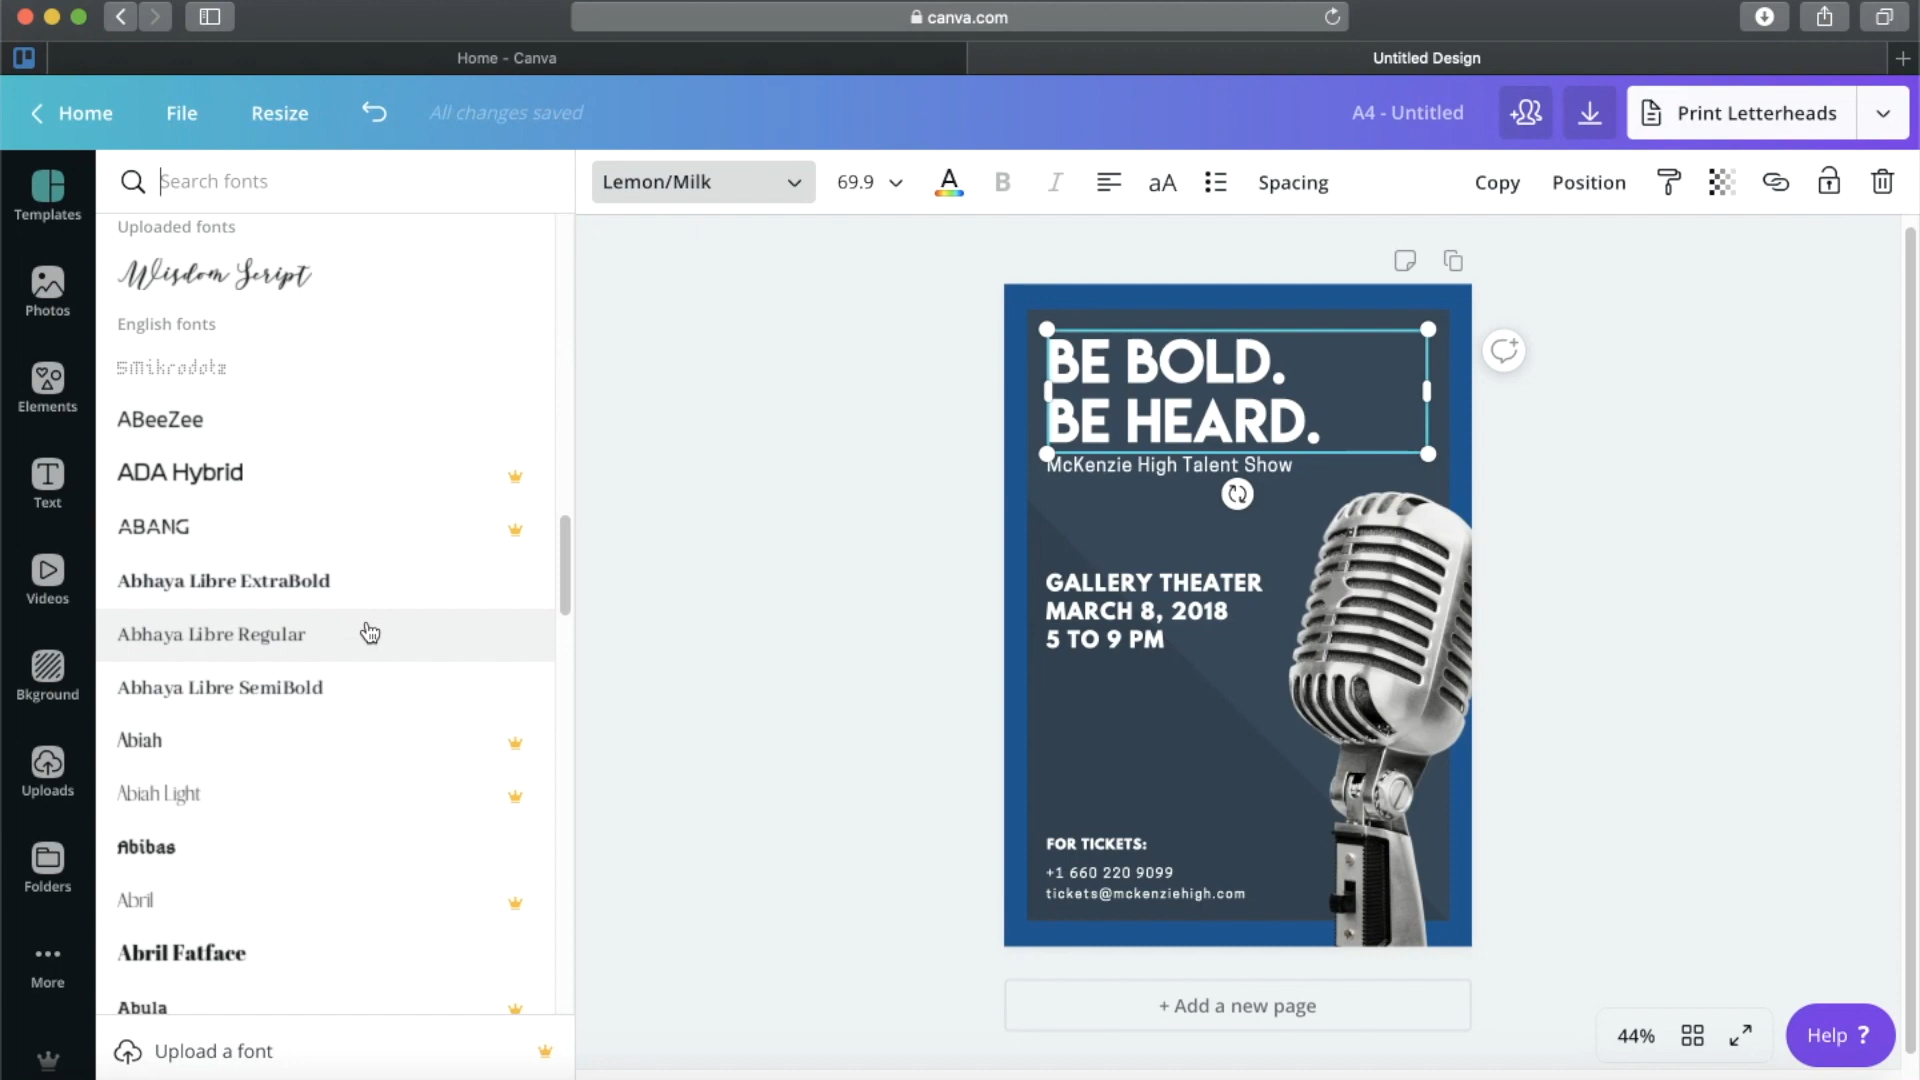 canva.com
Home - Canva
Untitled Design
Home
File
Resize
All changes saved
A4 - Untitled
Print Letterheads
Search fonts
Lemon/Milk
69.9
A
B
I
aA
Spacing
Copy
Position
Templates
Photos
Elements
Text
Videos
Bkground
Uploads
Folders
More
Uploaded fonts
Wisdom Script
English fonts
5Mikrodotz
ABeeZee
ADA Hybrid
ABANG
Abhaya Libre ExtraBold
Abhaya Libre Regular
Abhaya Libre SemiBold
Abiah
Abiah Light
Abibas
Abril
Abril Fatface
Abula
Upload a font
BE BOLD.
BE HEARD.
McKenzie High Talent Show
GALLERY THEATER
MARCH 8, 2018
5 TO 9 PM
FOR TICKETS:
+1 660 220 9099
tickets@mckenziehigh.com
+ Add a new page
44%
Help ?